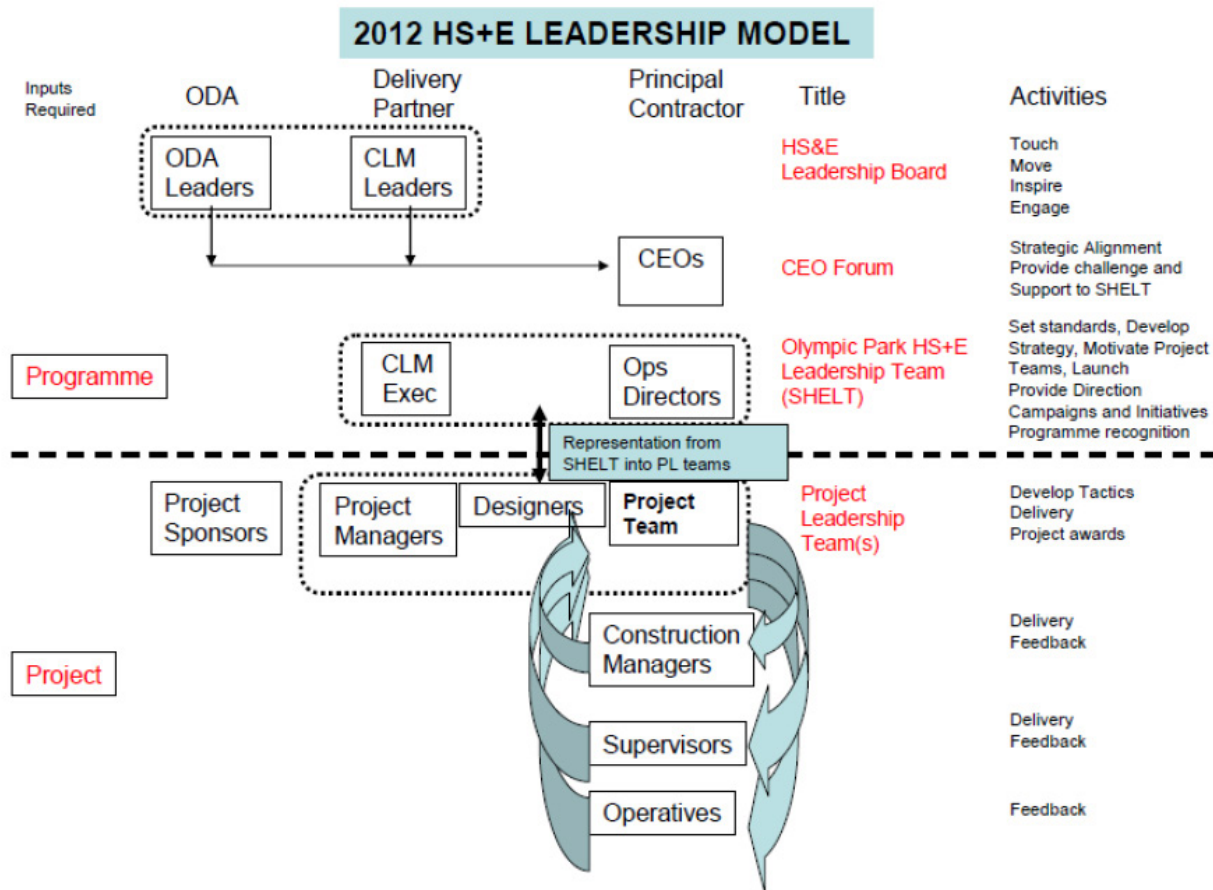 2012 HS+E LEADERSHIP MODEL
Inputs
Required
ODA
Delivery
Partner
Principal
Contractor
Title
Activities
ODA
Leaders
CLM
Leaders
HS&E
Leadership Board
Touch
Move
Inspire
Engage
CEOs
CEO Forum
Strategic Alignment
Provide challenge and
Support to SHELT
Programme
CLM
Exec
Ops
Directors
Olympic Park HS+E
Leadership Team
(SHELT)
Set standards, Develop
Strategy, Motivate Project
Teams, Launch
Provide Direction
Campaigns and Initiatives
Programme recognition
Representation from
SHELT into PL teams
Project
Sponsors
Project
Managers
Designers
Project
Team
Project
Leadership
Team(s)
Develop Tactics
Delivery
Project awards
Project
Construction
Managers
Delivery
Feedback
Supervisors
Delivery
Feedback
Operatives
Feedback